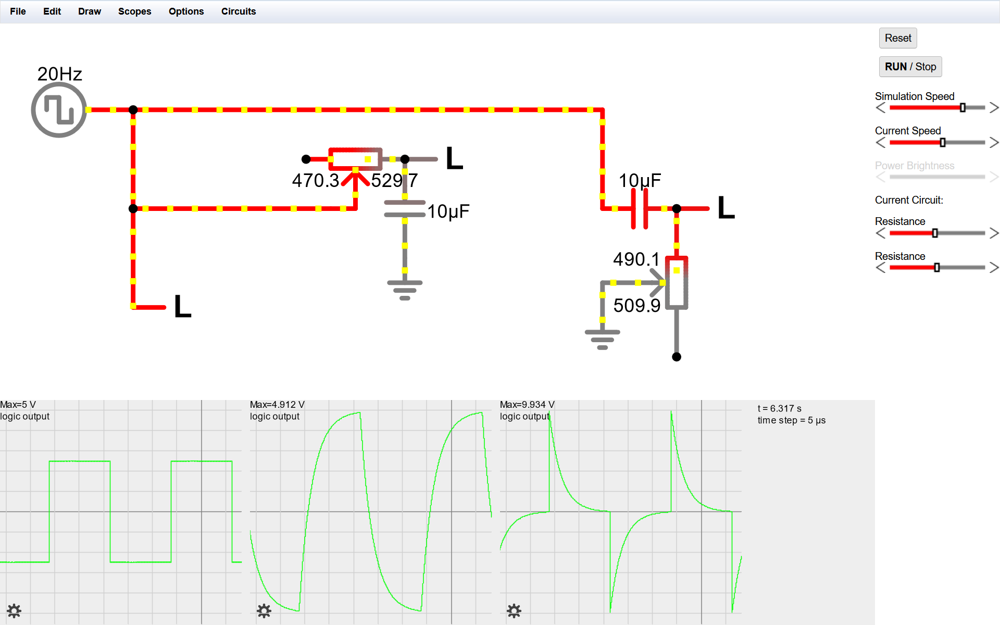 File Edit Draw Scopes Options Circuits
Reset
RUN / Stop
Simulation Speed
Current Speed
Power Brightness
Current Circuit:
Resistance
Resistance
20Hz
L
470.3
529.7
10μF
10μF
L
490.1
509.9
L
Max=5 V
logic output
Max=4.912 V
logic output
Max=9.934 V
logic output
t = 6.317 s
time step = 5 μs